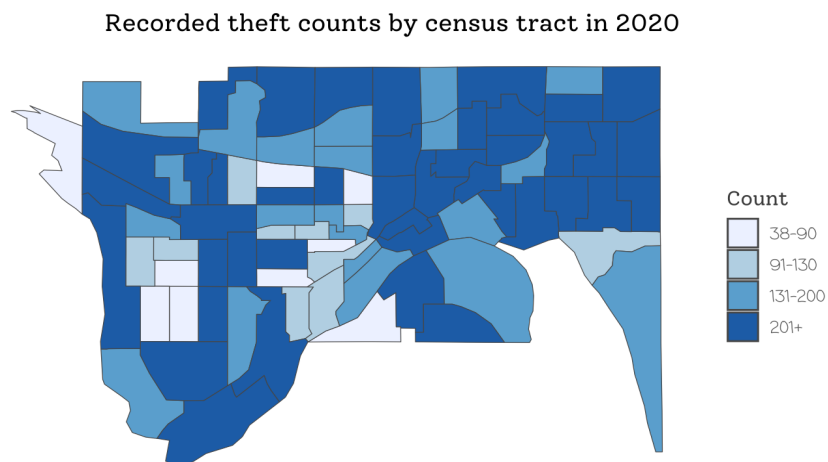 Recorded theft counts by census tract in 2020
Count
38-90
91-130
131-200
201+